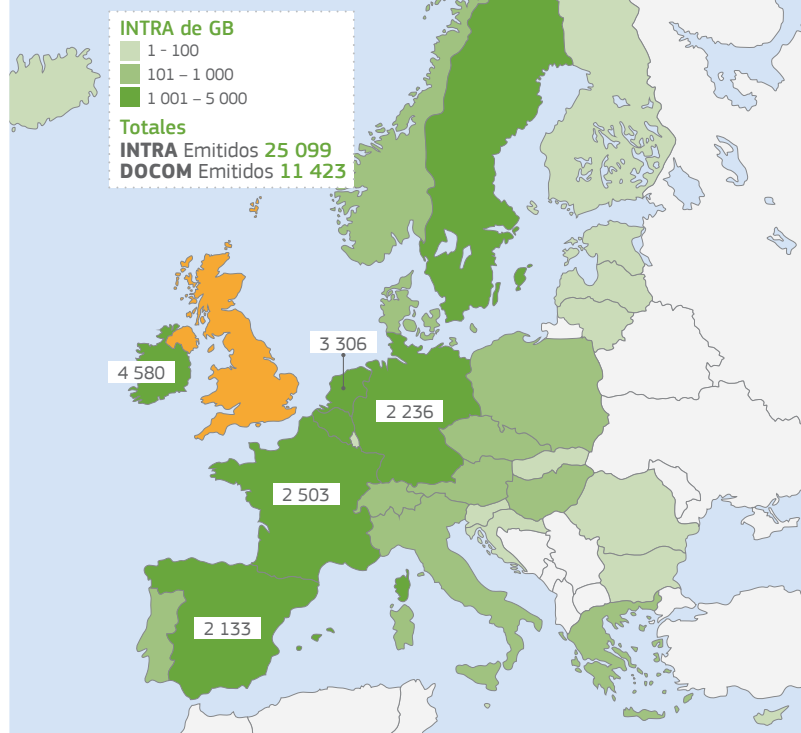 INTRA de GB
1 - 100
101 – 1 000
1 001 – 5 000
Totales
INTRA Emitidos 25 099
DOCOM Emitidos 11 423
3 306
4 580
2 236
2 503
2 133